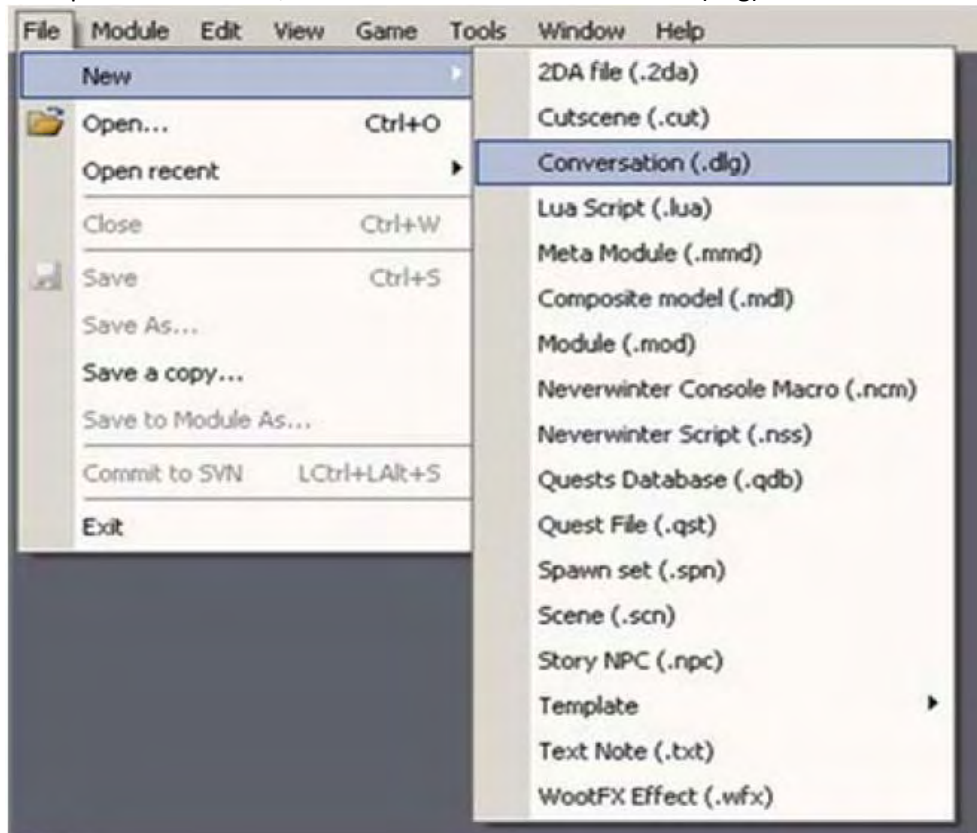 File Module Edit View Game Tools Window Help
New
Open... Ctrl+O
Open recent
Close Ctrl+W
Save Ctrl+S
Save As...
Save a copy...
Save to Module As...
Commit to SVN LCtrl+LAlt+S
Exit
2DA file (.2da)
Cutscene (.cut)
Conversation (.dlg)
Lua Script (.lua)
Meta Module (.mmd)
Composite model (.mdl)
Module (.mod)
Neverwinter Console Macro (.ncm)
Neverwinter Script (.nss)
Quests Database (.qdb)
Quest File (.qst)
Spawn set (.spn)
Scene (.scn)
Story NPC (.npc)
Template
Text Note (.txt)
WootFX Effect (.wfx)